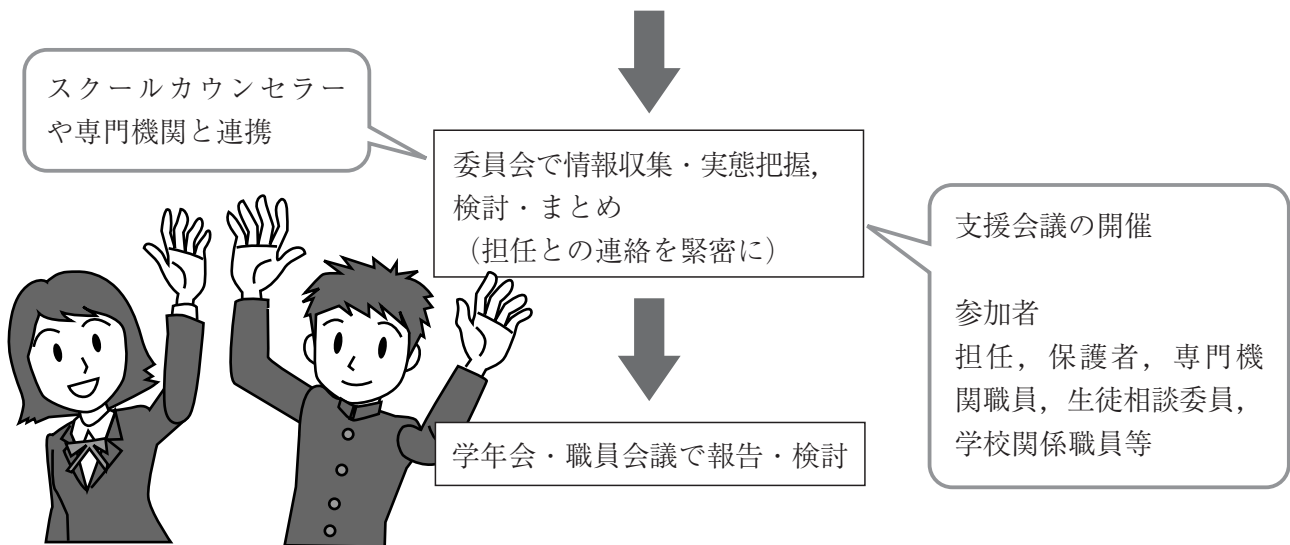 スクールカウンセラー
や専門機関と連携
委員会で情報収集・実態把握,
検討・まとめ
(担任との連絡を緊密に)
支援会議の開催
参加者
担任,保護者,専門機
関職員,生徒相談委員,
学校関係職員等
学年会・職員会議で報告・検討